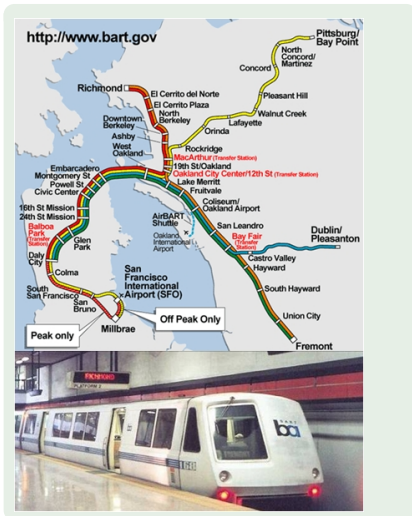 http://www.bart.gov
Pittsburg/
Bay Point
North
Concord/
Martinez
Concord
Pleasant Hill
Walnut Creek
Lafayette
Orinda
Richmond
El Cerrito del Norte
El Cerrito Plaza
North
Berkeley
Downtown
Berkeley
Ashby
West
Oakland
Rockridge
MacArthur (Transfer Station)
19th St/Oakland
Oakland City Center/12th St (Transfer Station)
Lake Merritt
Fruitvale
Embarcadero
Montgomery St
Powell St
Civic Center
16th St Mission
24th St Mission
Balboa
Park
(Transfer
Station)
Glen
Park
Daly
City
Colma
South
San Francisco
San
Bruno
San
Francisco
International
Airport (SFO)
Millbrae
Peak only
Off Peak Only
Coliseum/
Oakland Airport
AirBART
Shuttle
Oakland
International
Airport
San Leandro
Bay Fair
(Transfer
Station)
Dublin/
Pleasanton
Castro Valley
Hayward
South Hayward
Union City
Fremont
RICHMOND
PLATFORM 2
ba